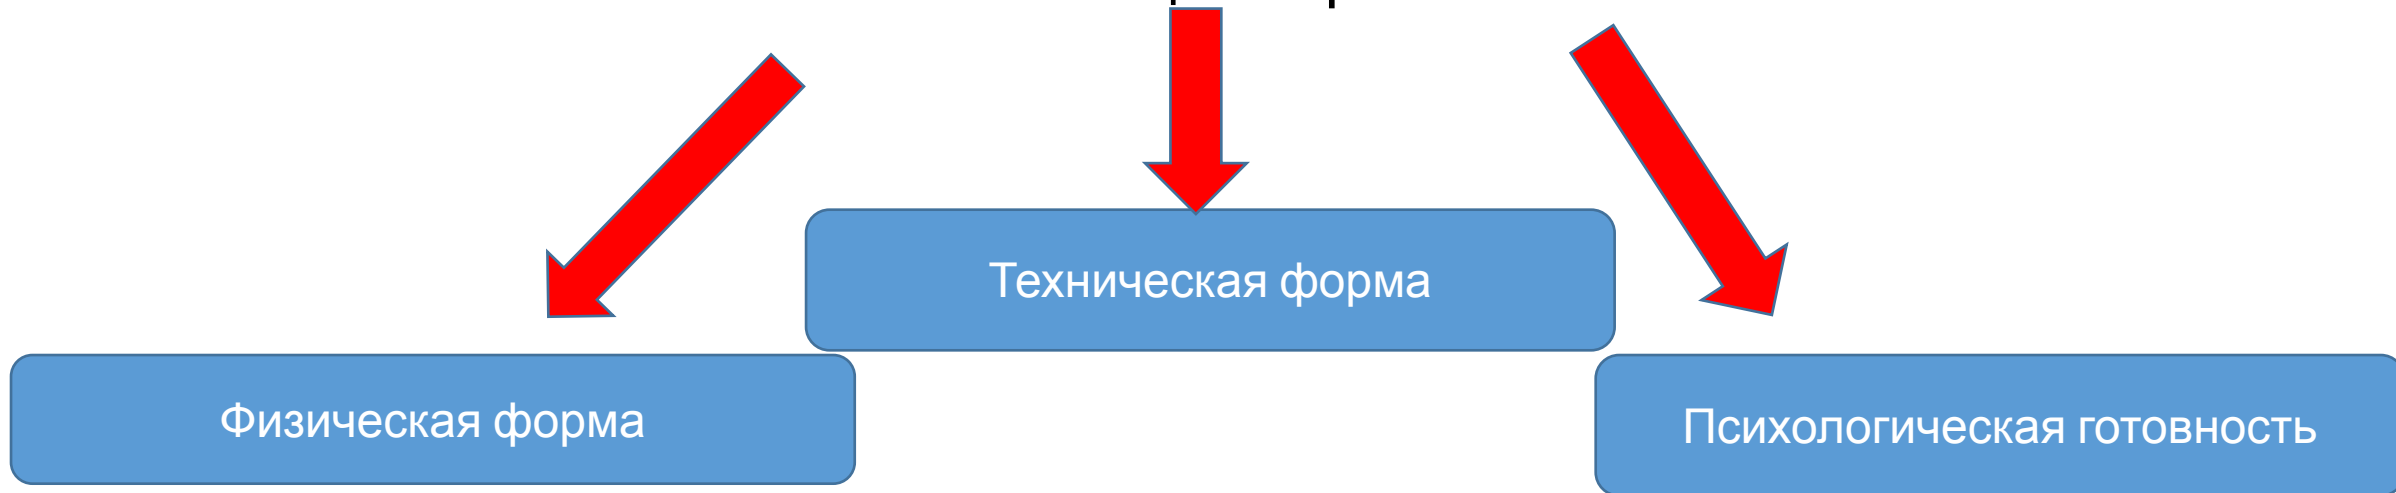 Техническая форма
Физическая форма
Психологическая готовность